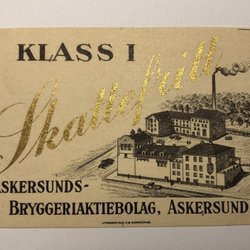 KLASS I
Skattefritt
ASKERSUNDS-
BRYGGERIAKTIEBOLAG, ASKERSUND